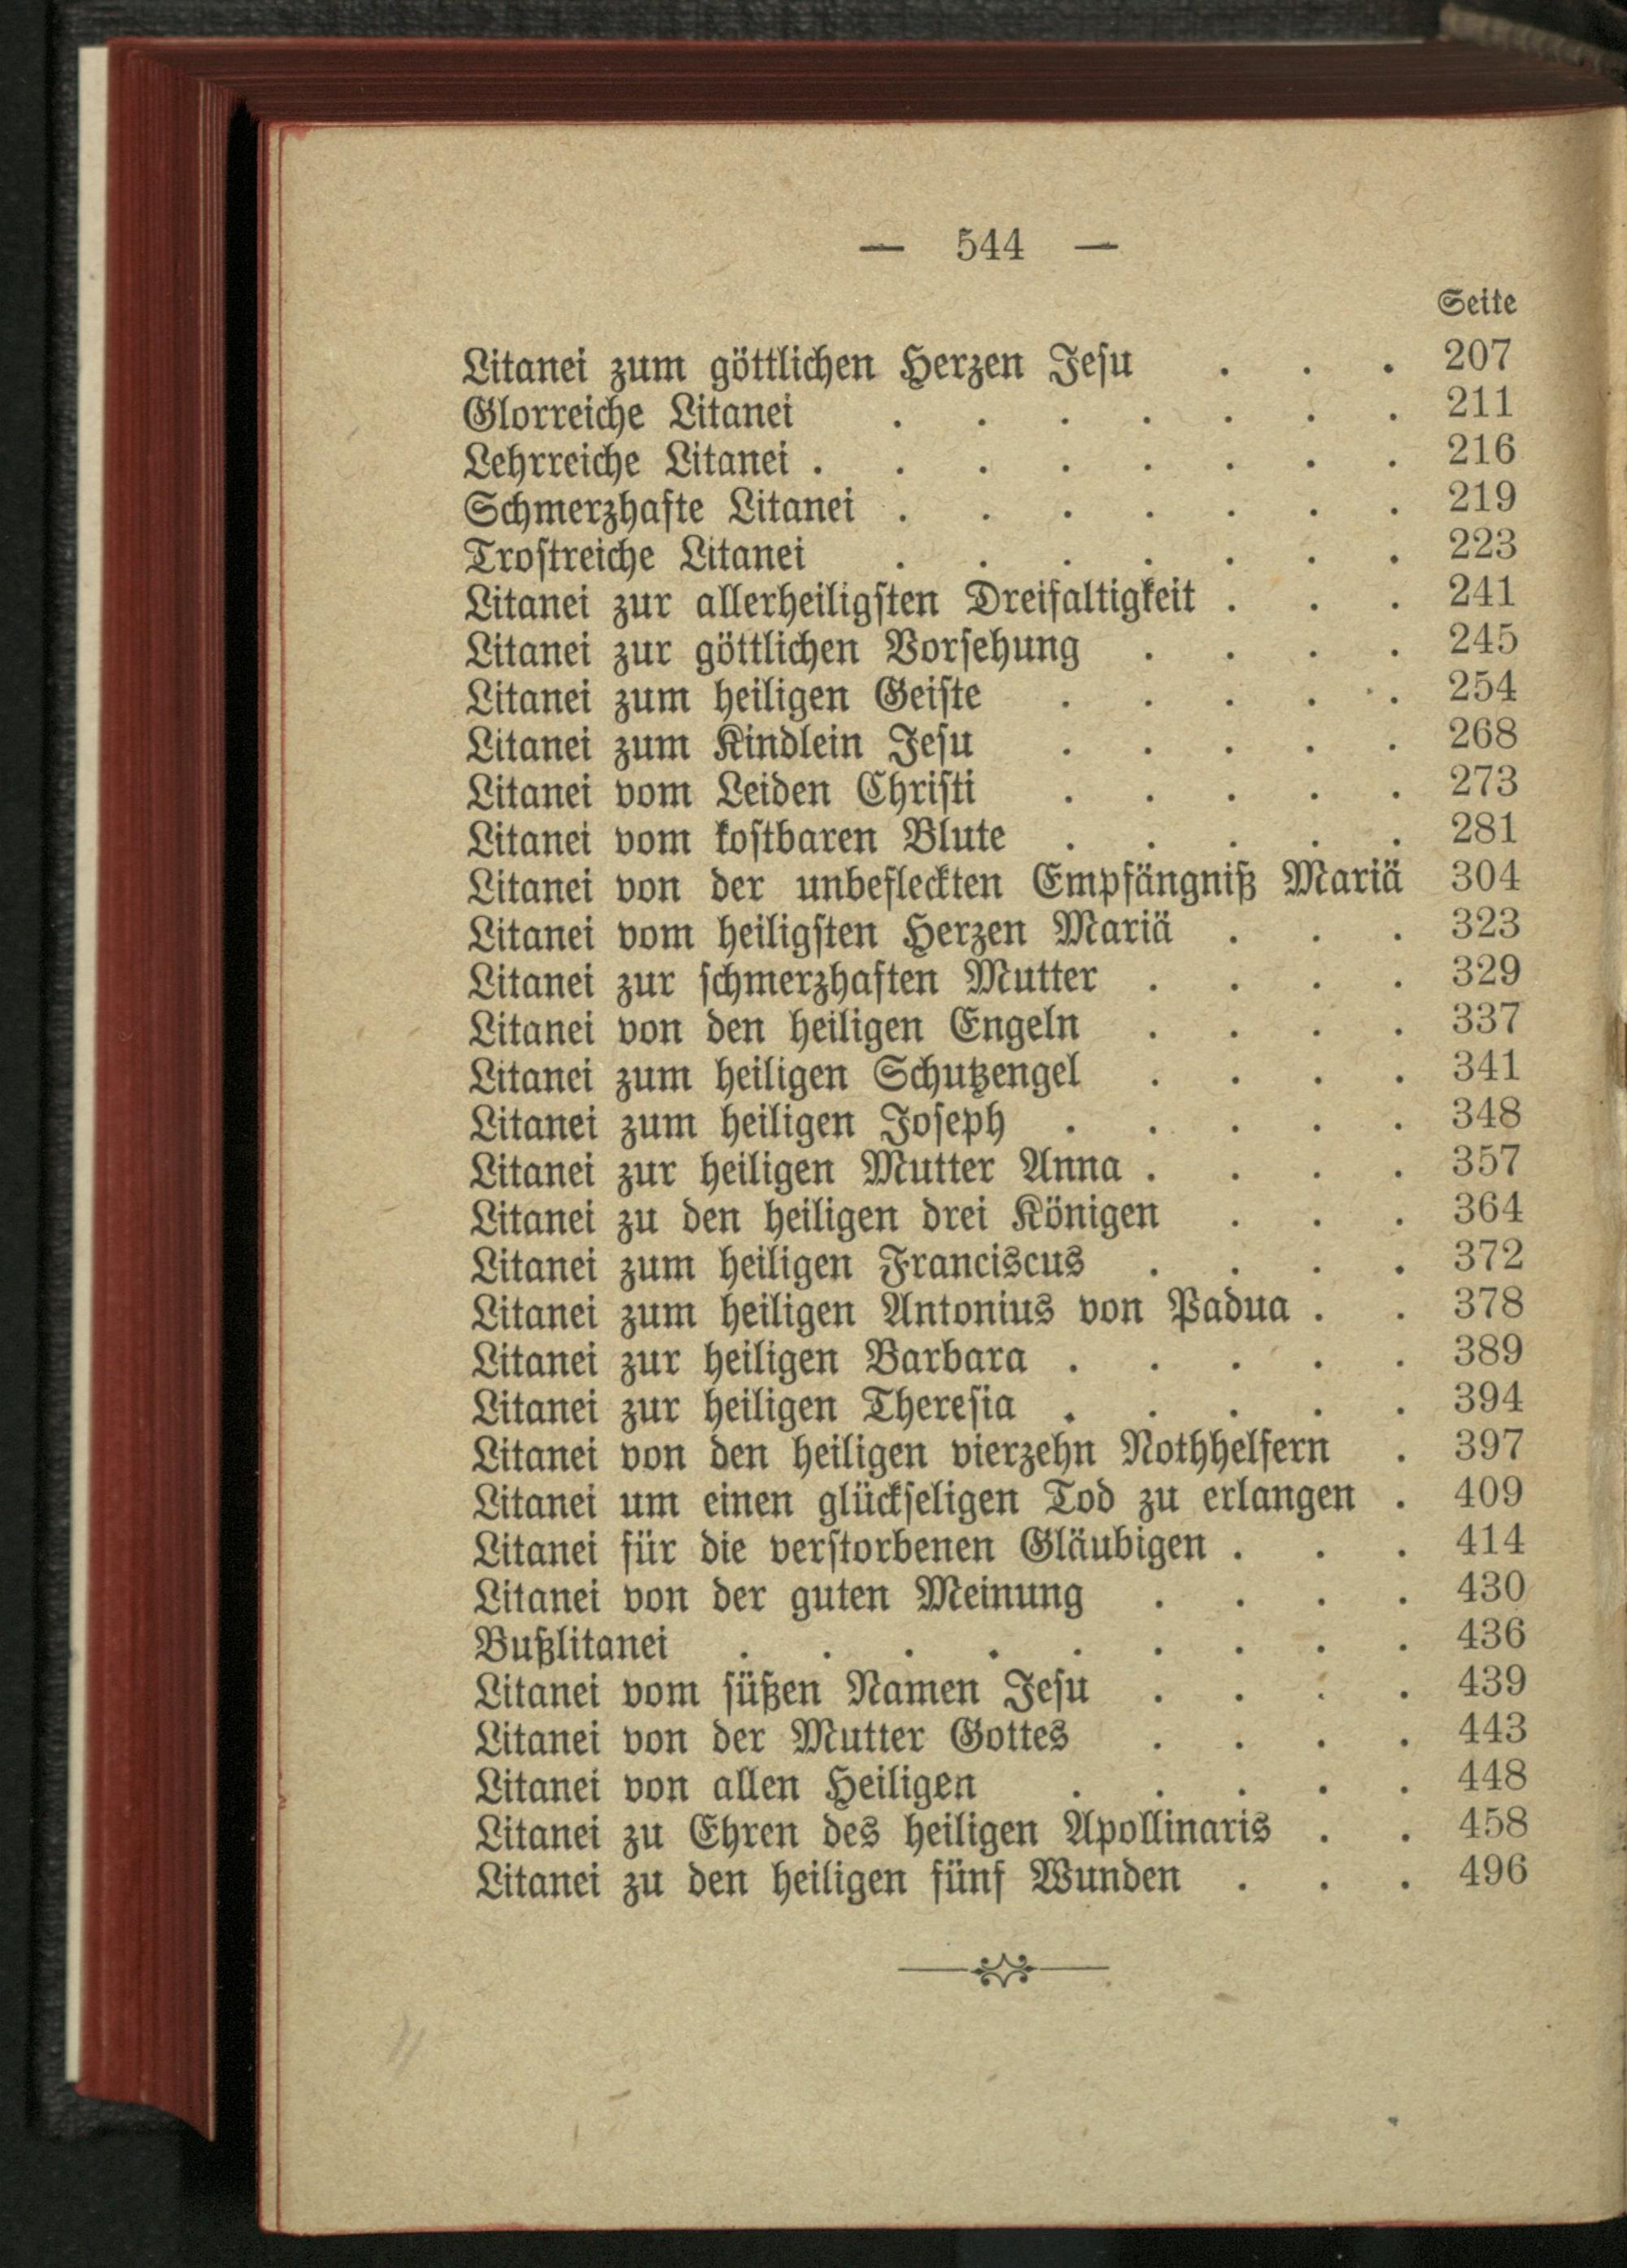 — 544 —
Seite
Litanei zum göttlichen Herzen Jesu . . . 207
Glorreiche Litanei . . . . . . . 211
Lehrreiche Litanei . . . . . . . . 216
Schmerzhafte Litanei . . . . . . . 219
Trostreiche Litanei . . . . . . . 223
Litanei zur allerheiligsten Dreifaltigkeit . . . 241
Litanei zur göttlichen Vorsehung . . . . 245
Litanei zum heiligen Geiste . . . . . 254
Litanei zum Kindlein Jesu . . . . . 268
Litanei vom Leiden Christi . . . . . 273
Litanei vom kostbaren Blute . . . . . 281
Litanei von der unbefleckten Empfängniß Mariä 304
Litanei vom heiligsten Herzen Mariä . . . 323
Litanei zur schmerzhaften Mutter . . . . 329
Litanei von den heiligen Engeln . . . . 337
Litanei zum heiligen Schutzengel . . . . 341
Litanei zum heiligen Joseph . . . . . 348
Litanei zur heiligen Mutter Anna . . . . 357
Litanei zu den heiligen drei Königen . . . 364
Litanei zum heiligen Franciscus . . . . 372
Litanei zum heiligen Antonius von Padua . . 378
Litanei zur heiligen Barbara . . . . . 389
Litanei zur heiligen Theresia . . . . . 394
Litanei von den heiligen vierzehn Nothhelfern . 397
Litanei um einen glückseligen Tod zu erlangen . 409
Litanei für die verstorbenen Gläubigen . . . 414
Litanei von der guten Meinung . . . . 430
Bußlitanei . . . . . . . . . 436
Litanei vom süßen Namen Jesu . . . . 439
Litanei von der Mutter Gottes . . . . 443
Litanei von allen Heiligen . . . . . 448
Litanei zu Ehren des heiligen Apollinaris . . 458
Litanei zu den heiligen fünf Wunden . . . 496